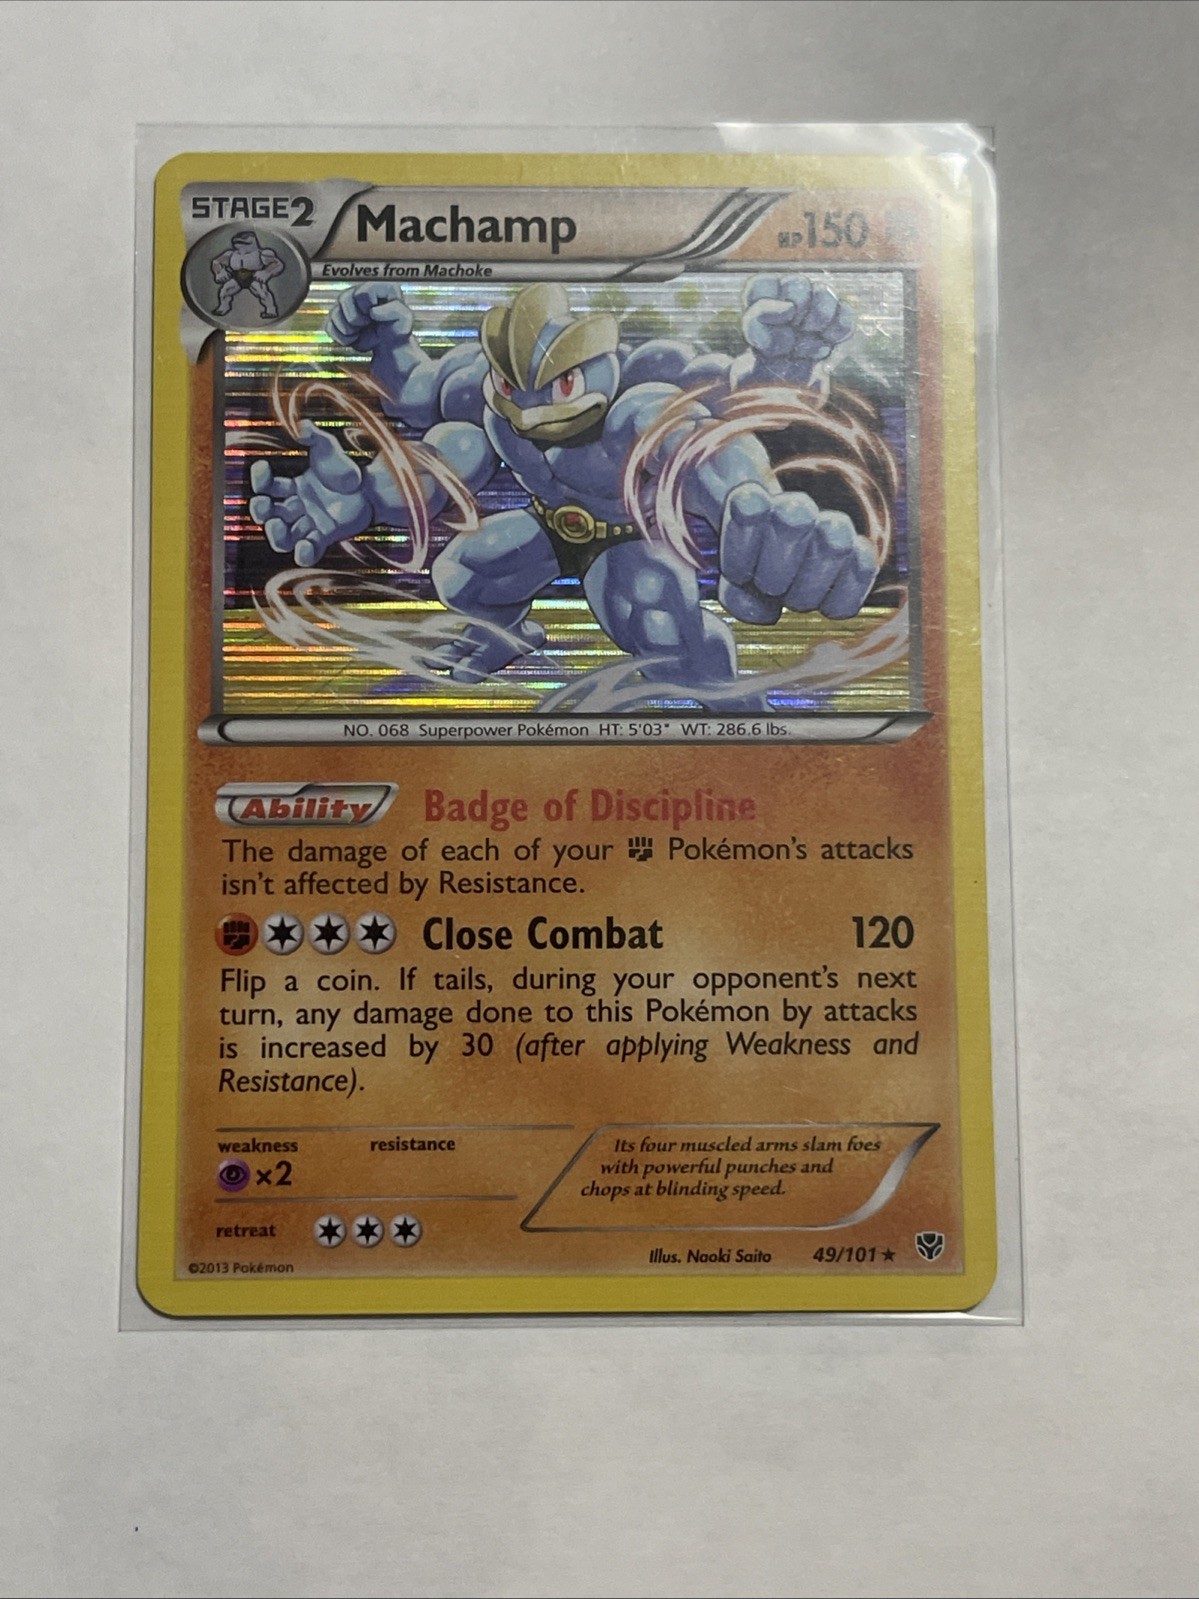 STAGE2 Machamp HP150
Evolves from Machoke
NO. 068 Superpower Pokémon HT: 5'03" WT: 286.6 lbs.
Ability Badge of Discipline
The damage of each of your Pokémon's attacks
isn't affected by Resistance.
Close Combat 120
Flip a coin. If tails, during your opponent's next
turn, any damage done to this Pokémon by attacks
is increased by 30 (after applying Weakness and
Resistance).
weakness resistance
×2
Its four muscled arms slam foes
with powerful punches and
chops at blinding speed.
retreat
Illus. Naoki Saito 49/101
©2013 Pokémon